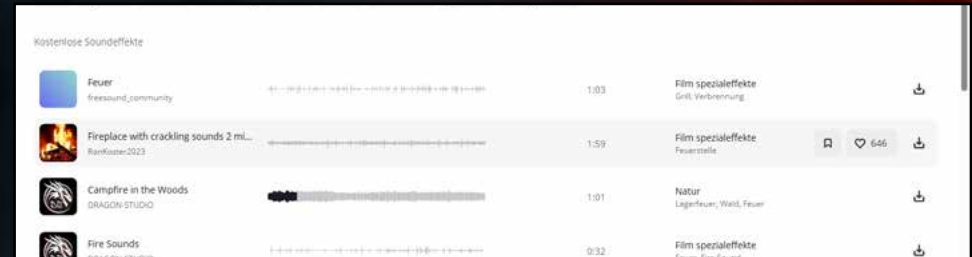 Kostenlose Soundeffekte
Feuer
freesound_community
1:03
Film spezialeffekte
Grill, Verbrennung
Fireplace with crackling sounds 2 mi...
RonKoster2023
1:59
Film spezialeffekte
Feuerstelle
646
Campfire in the Woods
DRAGON-STUDIO
1:01
Natur
Lagerfeuer, Wald, Feuer
Fire Sounds
0:32
Film spezialeffekte